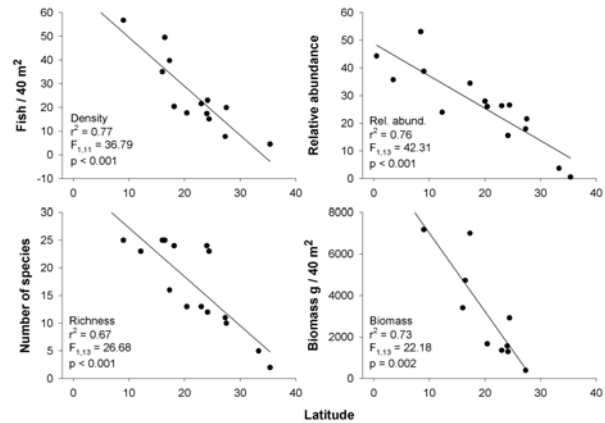 Fish / 40 m²
60
50
40
30
20
10
0
-10
Density
r² = 0.77
F1,11 = 36.79
p < 0.001
0
10
20
30
40
Relative abundance
60
50
40
30
20
10
0
Rel. abund.
r² = 0.76
F1,13 = 42.31
p < 0.001
0
10
20
30
40
Number of species
30
25
20
15
10
5
0
Richness
r² = 0.67
F1,13 = 26.68
p < 0.001
0
10
20
30
40
Biomass g / 40 m²
8000
6000
4000
2000
0
Biomass
r² = 0.73
F1,13 = 22.18
p = 0.002
0
10
20
30
40
Latitude